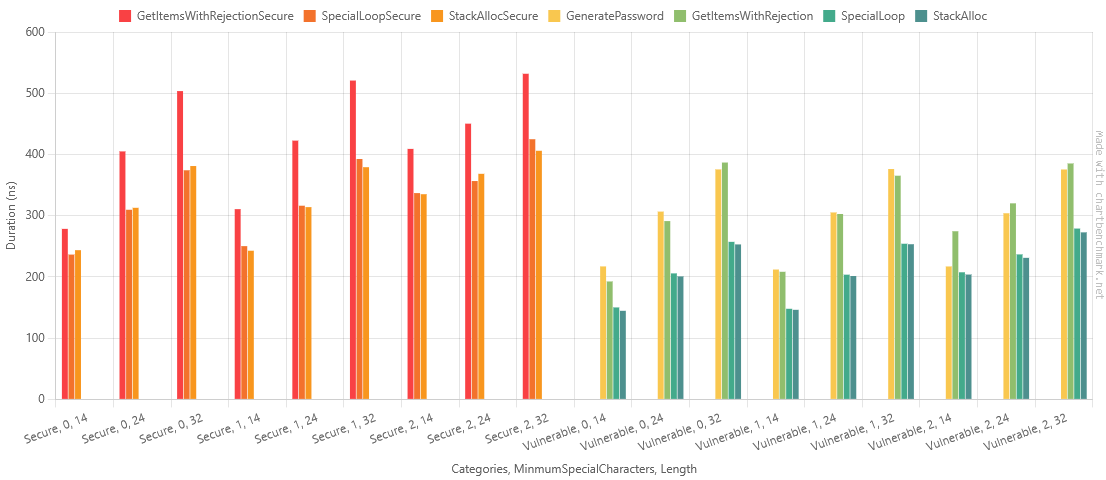 GetItemsWithRejectionSecure SpecialLoopSecure StackAllocSecure GeneratePassword GetItemsWithRejection SpecialLoop StackAlloc
600
500
400
300
200
100
0
Duration (ns)
Secure, 0, 14
Secure, 0, 24
Secure, 0, 32
Secure, 1, 14
Secure, 1, 24
Secure, 1, 32
Secure, 2, 14
Secure, 2, 24
Secure, 2, 32
Vulnerable, 0, 14
Vulnerable, 0, 24
Vulnerable, 0, 32
Vulnerable, 1, 14
Vulnerable, 1, 24
Vulnerable, 1, 32
Vulnerable, 2, 14
Vulnerable, 2, 24
Vulnerable, 2, 32
Categories, MinmumSpecialCharacters, Length
Made with chartbenchmark.net